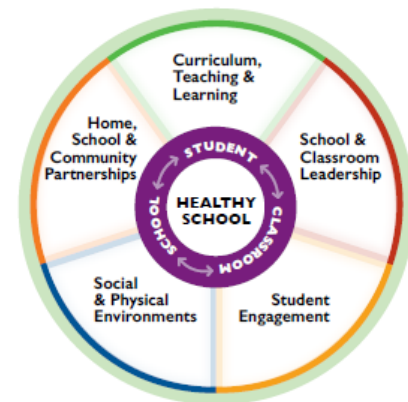 Curriculum,
Teaching &
Learning
Home,
School &
Community
Partnerships
School &
Classroom
Leadership
STUDENT
CLASSROOM
SCHOOL
HEALTHY
SCHOOL
Social
& Physical
Environments
Student
Engagement